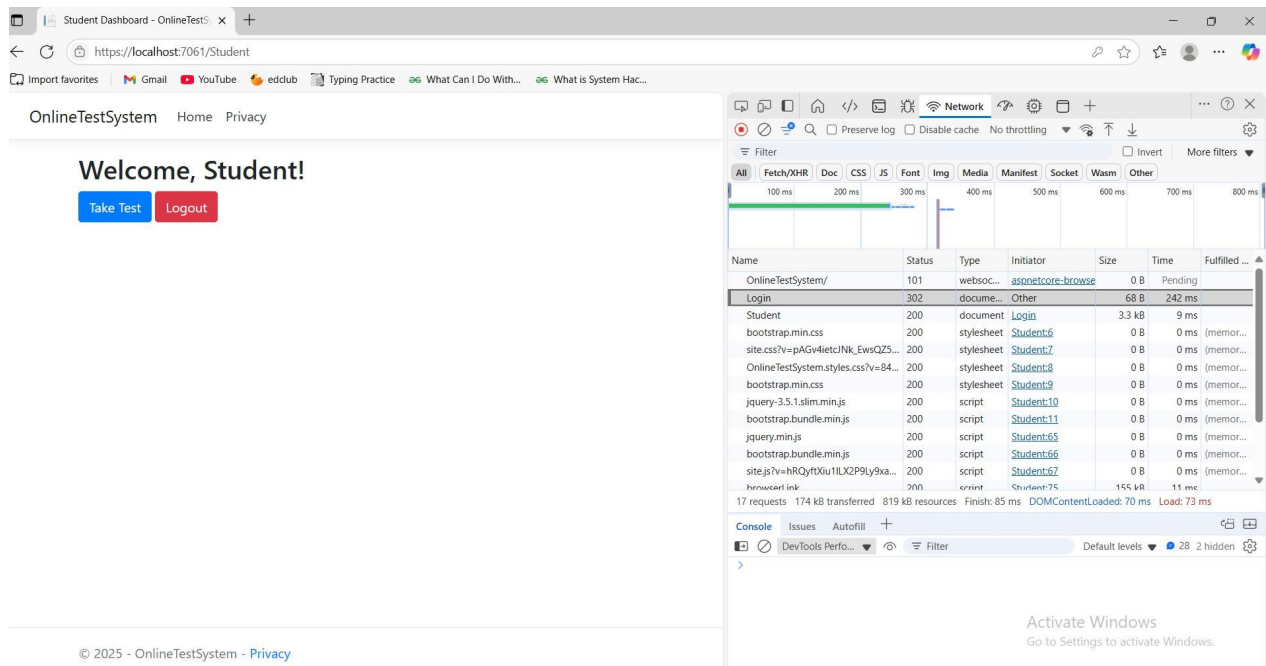 Student Dashboard - OnlineTestS
https://localhost:7061/Student
Import favorites Gmail YouTube edclub Typing Practice What Can I Do With... What is System Hac...
OnlineTestSystem Home Privacy
Welcome, Student!
Take Test Logout
© 2025 - OnlineTestSystem - Privacy
Network
Preserve log Disable cache No throttling
Filter Invert More filters
All Fetch/XHR Doc CSS JS Font Img Media Manifest Socket Wasm Other
100 ms 200 ms 300 ms 400 ms 500 ms 600 ms 700 ms 800 ms
Name Status Type Initiator Size Time Fulfilled ...
OnlineTestSystem/ 101 websoc... aspnetcore-browse 0 B Pending
Login 302 docume... Other 68 B 242 ms
Student 200 document Login 3.3 kB 9 ms
bootstrap.min.css 200 stylesheet Student:6 0 B 0 ms (memor...
site.css?v=pAGv4ietcJNk_EwsQZ5... 200 stylesheet Student:7 0 B 0 ms (memor...
OnlineTestSystem.styles.css?v=84... 200 stylesheet Student:8 0 B 0 ms (memor...
bootstrap.min.css 200 stylesheet Student:9 0 B 0 ms (memor...
jquery-3.5.1.slim.min.js 200 script Student:10 0 B 0 ms (memor...
bootstrap.bundle.min.js 200 script Student:11 0 B 0 ms (memor...
jquery.min.js 200 script Student:65 0 B 0 ms (memor...
bootstrap.bundle.min.js 200 script Student:66 0 B 0 ms (memor...
site.js?v=hRQyftXiu1lLX2P9Ly9xa... 200 script Student:67 0 B 0 ms (memor...
browserLink 200 script Student:75 155 kB 11 ms
17 requests 174 kB transferred 819 kB resources Finish: 85 ms DOMContentLoaded: 70 ms Load: 73 ms
Console Issues Autofill
DevTools Perfo... Filter Default levels 28 2 hidden
Activate Windows
Go to Settings to activate Windows.